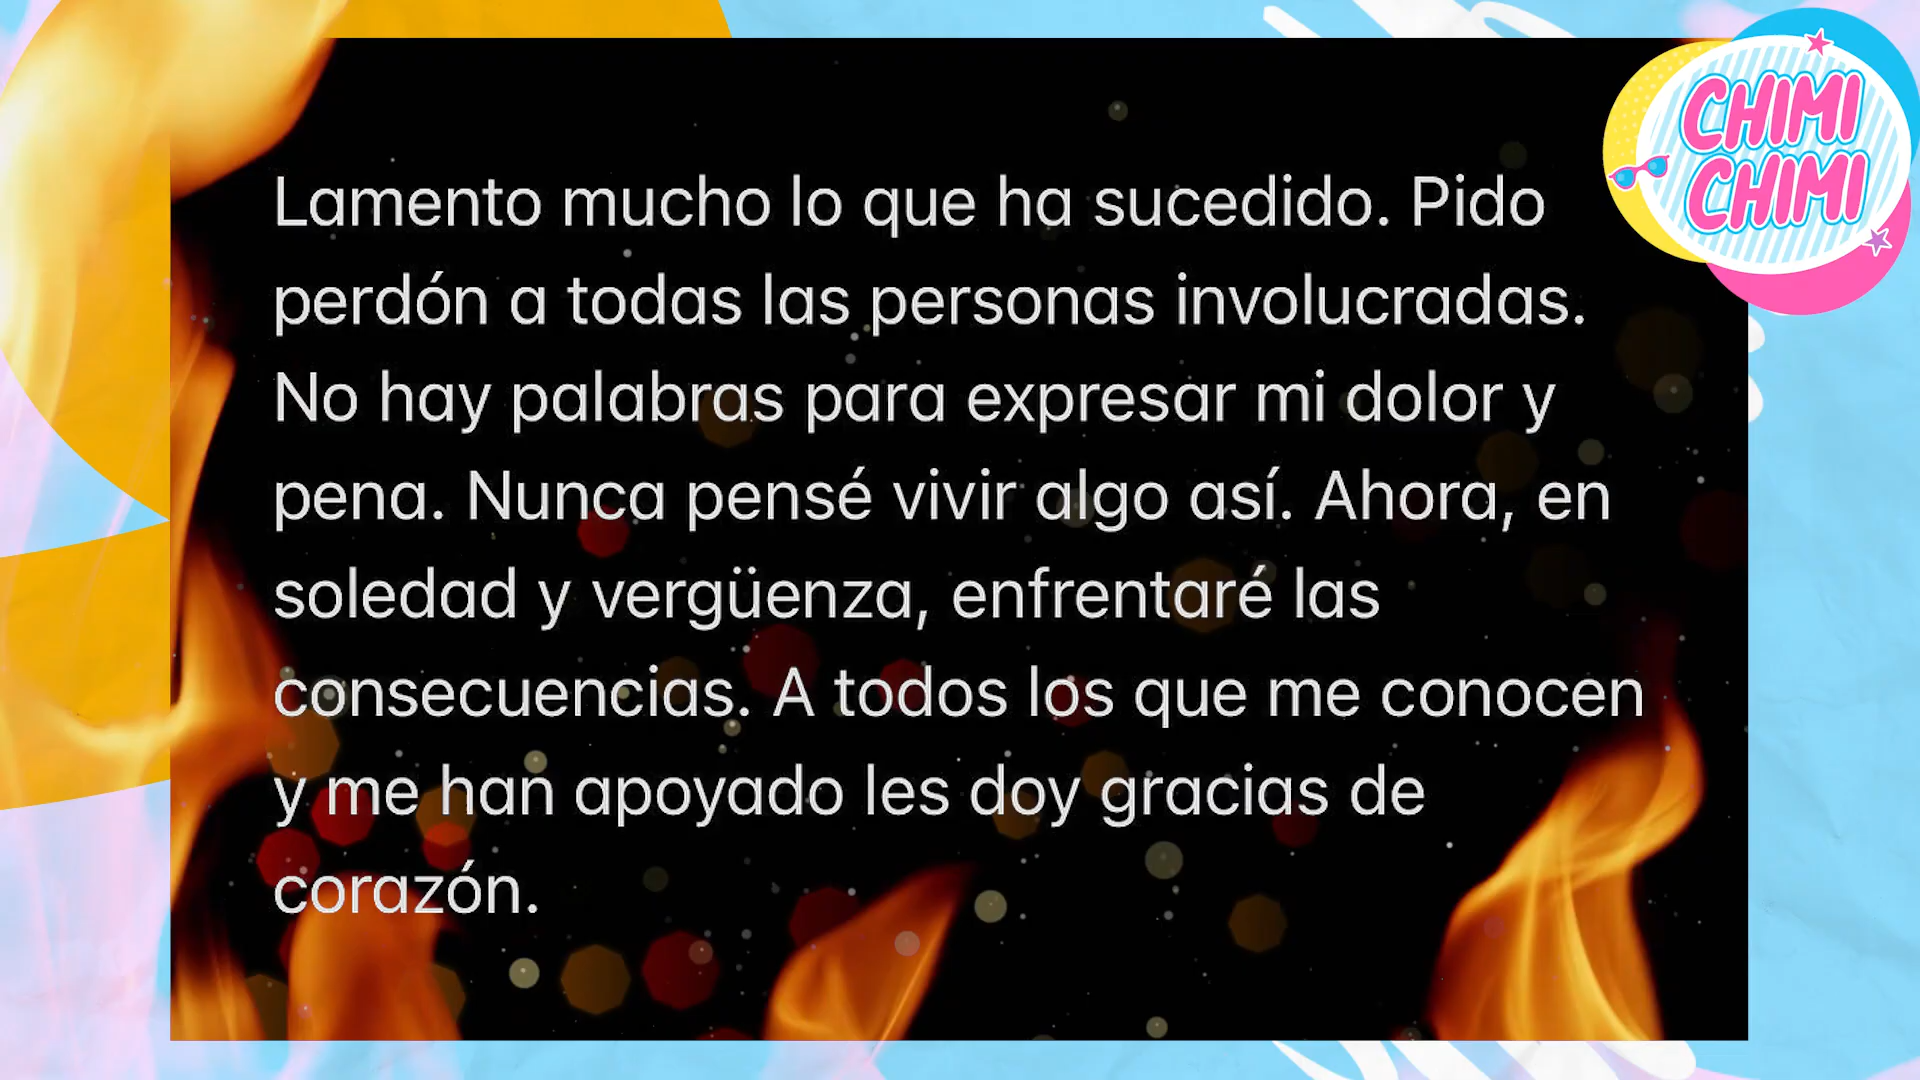 Lamento mucho lo que ha sucedido. Pido
perdón a todas las personas involucradas.
No hay palabras para expresar mi dolor y
pena. Nunca pensé vivir algo así. Ahora, en
soledad y vergüenza, enfrentaré las
consecuencias. A todos los que me conocen
y me han apoyado les doy gracias de
corazón.
CHIMI
CHIMI